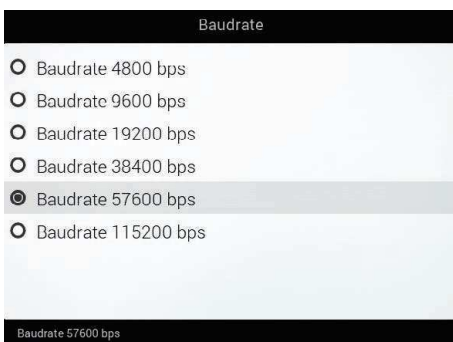 Baudrate
Baudrate 4800 bps
Baudrate 9600 bps
Baudrate 19200 bps
Baudrate 38400 bps
Baudrate 57600 bps
Baudrate 115200 bps
Baudrate 57600 bps